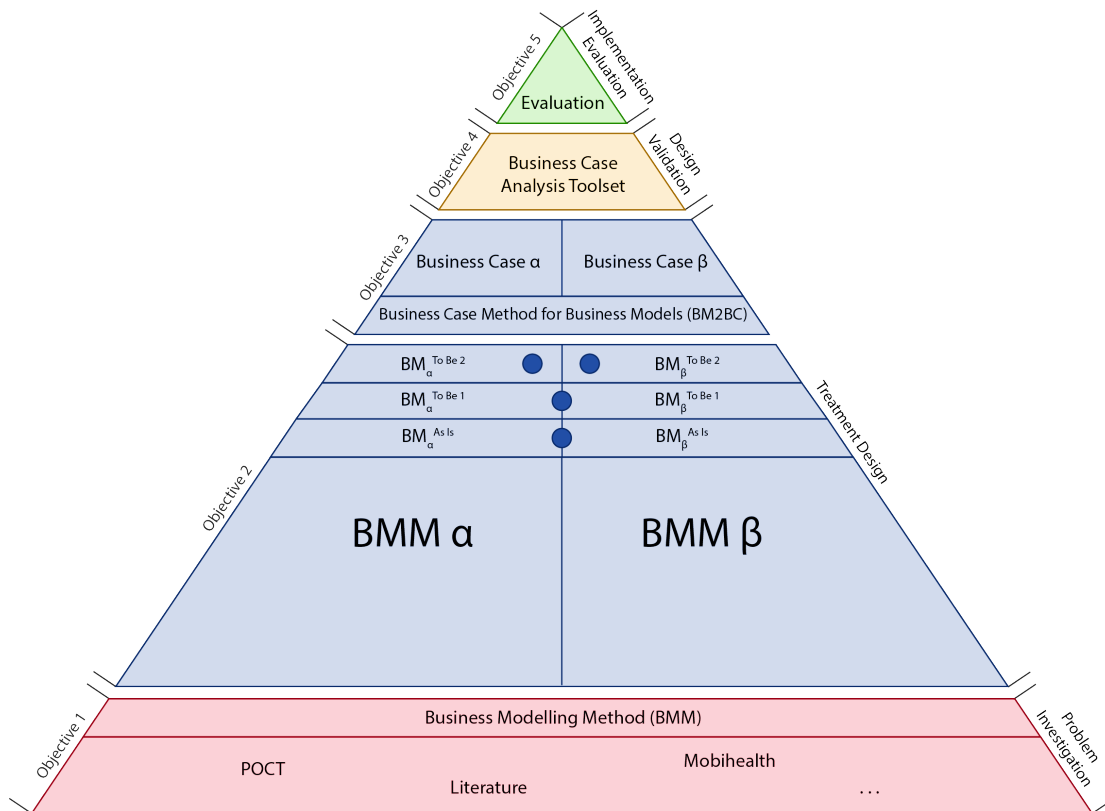 Objective 5
Implementation
Evaluation
Evaluation
Objective 4
Business Case
Analysis Toolset
Design
Validation
Objective 3
Business Case α
Business Case β
Business Case Method for Business Models (BM2BC)
BMα To Be 2
BMβ To Be 2
BMα To Be 1
BMβ To Be 1
BMα As Is
BMβ As Is
Treatment Design
Objective 2
BMM α
BMM β
Objective 1
Business Modelling Method (BMM)
Problem
Investigation
POCT
Mobihealth
Literature
...